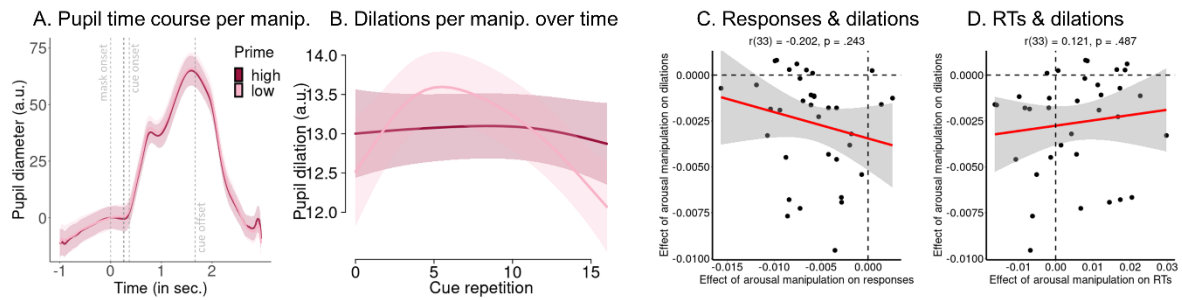 A. Pupil time course per manip.
Pupil diameter (a.u.)
75
50
25
0
mask onset
cue onset
cue offset
Prime
high
low
-1
0
1
2
Time (in sec.)
B. Dilations per manip. over time
Pupil dilation (a.u.)
14.0
13.5
13.0
12.5
12.0
0
5
10
15
Cue repetition
C. Responses & dilations
r(33) = -0.202, p = .243
Effect of arousal manipulation on dilations
0.0000
-0.0025
-0.0050
-0.0075
-0.0100
-0.015
-0.010
-0.005
0.000
Effect of arousal manipulation on responses
D. RTs & dilations
r(33) = 0.121, p = .487
Effect of arousal manipulation on dilations
0.0000
-0.0025
-0.0050
-0.0075
-0.0100
-0.01
0.00
0.01
0.02
0.03
Effect of arousal manipulation on RTs